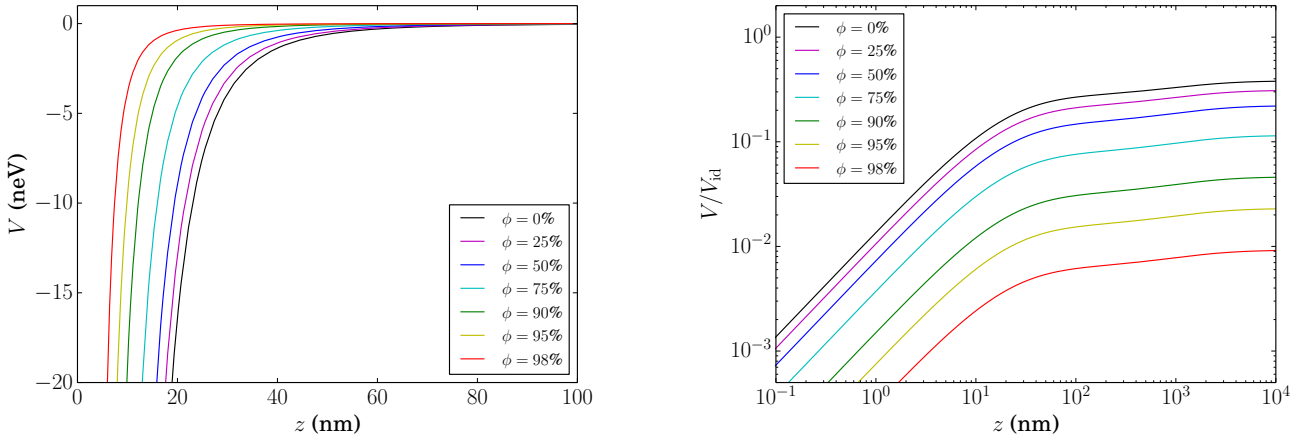 0
−5
−10
−15
−20
V (neV)
0 20 40 60 80 100
z (nm)
ϕ = 0%
ϕ = 25%
ϕ = 50%
ϕ = 75%
ϕ = 90%
ϕ = 95%
ϕ = 98%
10⁰
10⁻¹
10⁻²
10⁻³
V/V_id
10⁻¹ 10⁰ 10¹ 10² 10³ 10⁴
z (nm)
ϕ = 0%
ϕ = 25%
ϕ = 50%
ϕ = 75%
ϕ = 90%
ϕ = 95%
ϕ = 98%